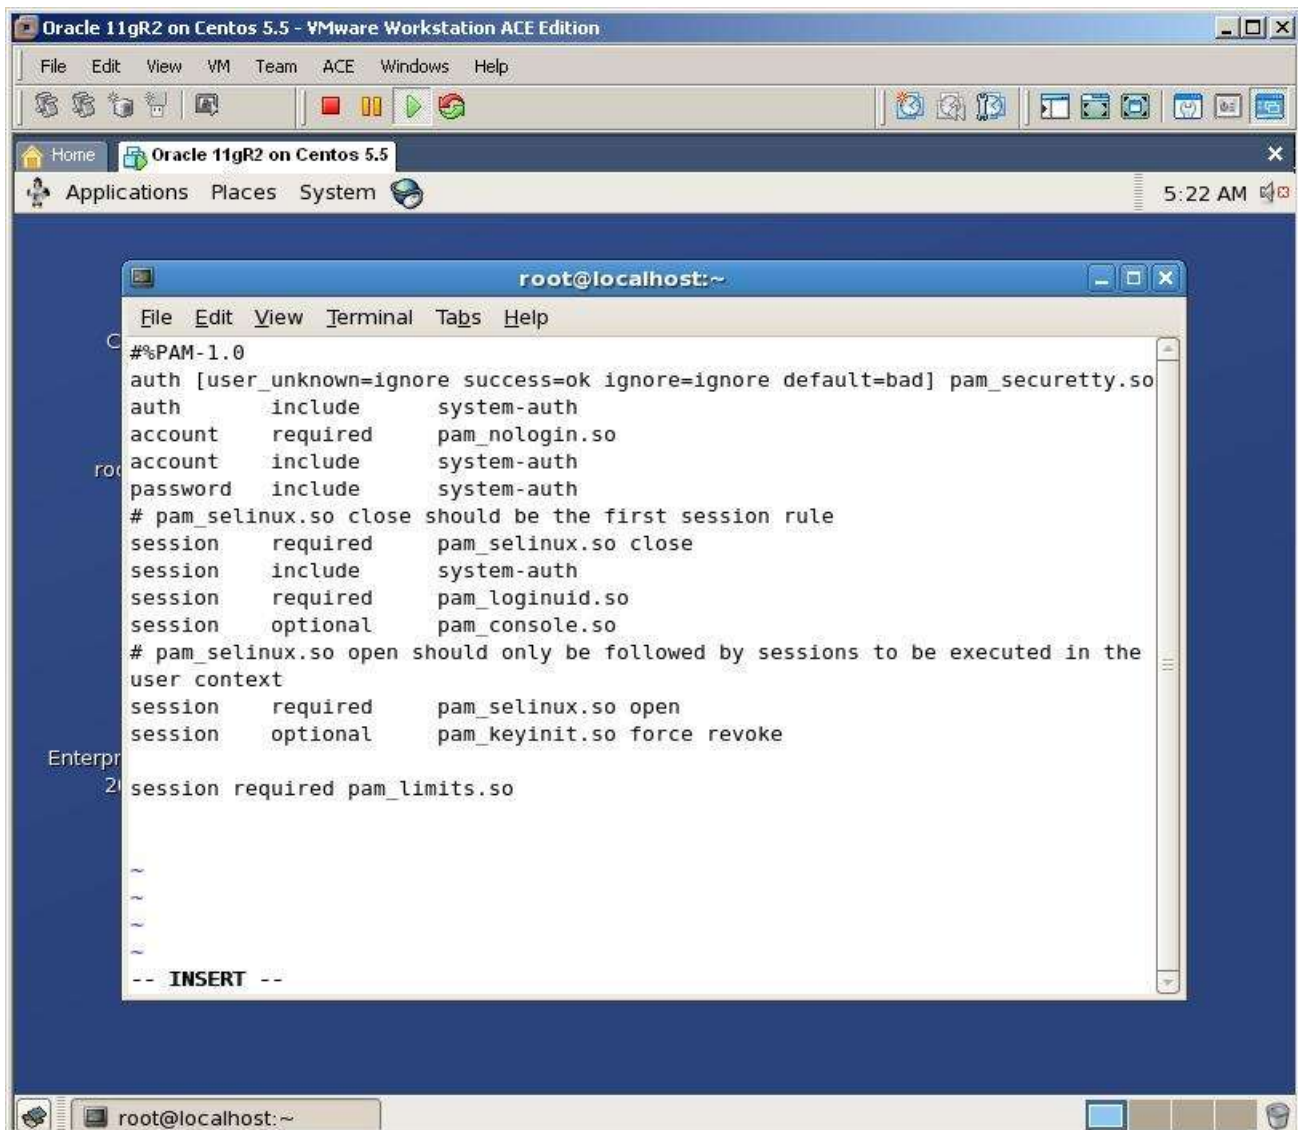 Oracle 11gR2 on Centos 5.5 - VMware Workstation ACE Edition
File Edit View VM Team ACE Windows Help
Home Oracle 11gR2 on Centos 5.5
Applications Places System 5:22 AM
root@localhost:~
File Edit View Terminal Tabs Help
#%PAM-1.0
auth [user_unknown=ignore success=ok ignore=ignore default=bad] pam_securetty.so
auth       include      system-auth
account    required     pam_nologin.so
account    include      system-auth
password   include      system-auth
# pam_selinux.so close should be the first session rule
session    required     pam_selinux.so close
session    include      system-auth
session    required     pam_loginuid.so
session    optional     pam_console.so
# pam_selinux.so open should only be followed by sessions to be executed in the
user context
session    required     pam_selinux.so open
session    optional     pam_keyinit.so force revoke
session required pam_limits.so
~
~
~
~
-- INSERT --
C
roo
Enterpr
20
root@localhost:~